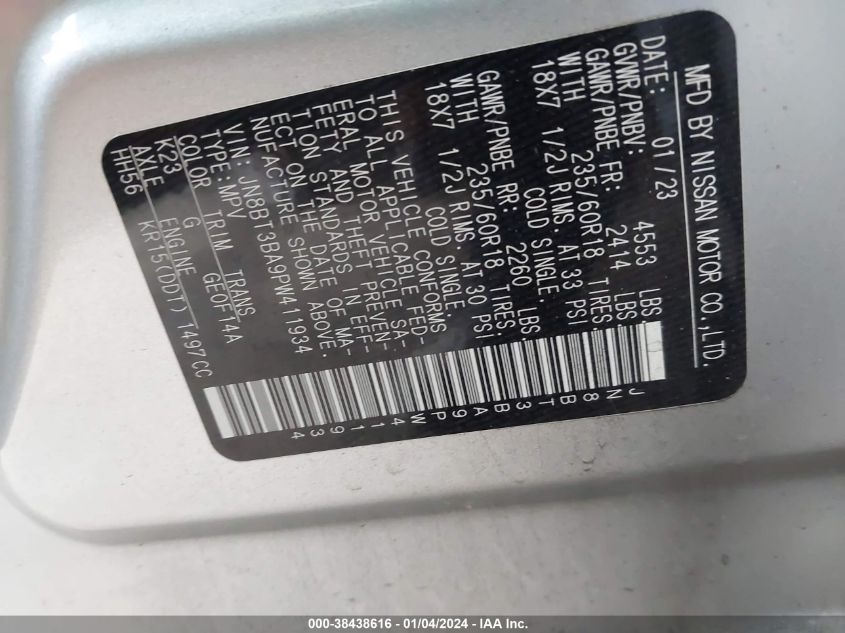 MFD BY NISSAN MOTOR CO.,LTD.
DATE: 01/23
GVWR/PNBV: 4553 LBS
GAWR/PNBE FR: 2414 LBS.
WITH 235/60R18 TIRES.
18X7 1/2J RIMS. AT 33 PSI
COLD SINGLE.
GAWR/PNBE RR: 2260 LBS.
WITH 235/60R18 TIRES.
18X7 1/2J RIMS. AT 30 PSI
COLD SINGLE.
THIS VEHICLE CONFORMS
TO ALL APPLICABLE FED-
ERAL MOTOR VEHICLE SA-
FETY AND THEFT PREVEN-
TION STANDARDS IN EFF-
ECT ON THE DATE OF MA-
NUFACTURE SHOWN ABOVE.
VIN: JN8BT3BA9PW411934
TYPE: MPV
COLOR TRIM TRANS
K23 G GE0F14A
AXLE ENGINE
HH56 KR15(DDT) 1497CC
JN8BT3BA9PW411934
000-38438616 - 01/04/2024 - IAA Inc.